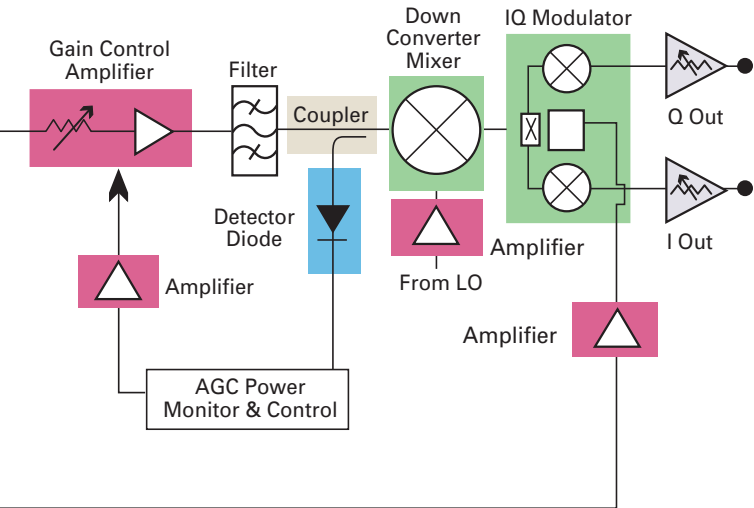 Gain Control
Amplifier
Filter
Coupler
Down
Converter
Mixer
IQ Modulator
Q Out
Detector
Diode
Amplifier
From LO
I Out
Amplifier
Amplifier
AGC Power
Monitor & Control